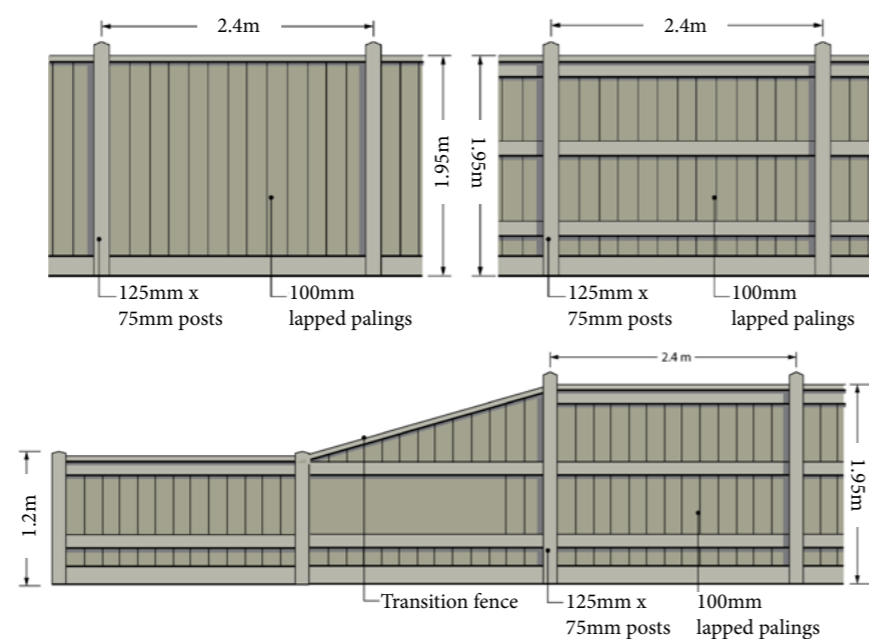 2.4m
1.95m
125mm x
75mm posts
100mm
lapped palings
2.4m
1.95m
125mm x
75mm posts
100mm
lapped palings
2.4 m
1.2m
1.95m
Transition fence
125mm x
75mm posts
100mm
lapped palings